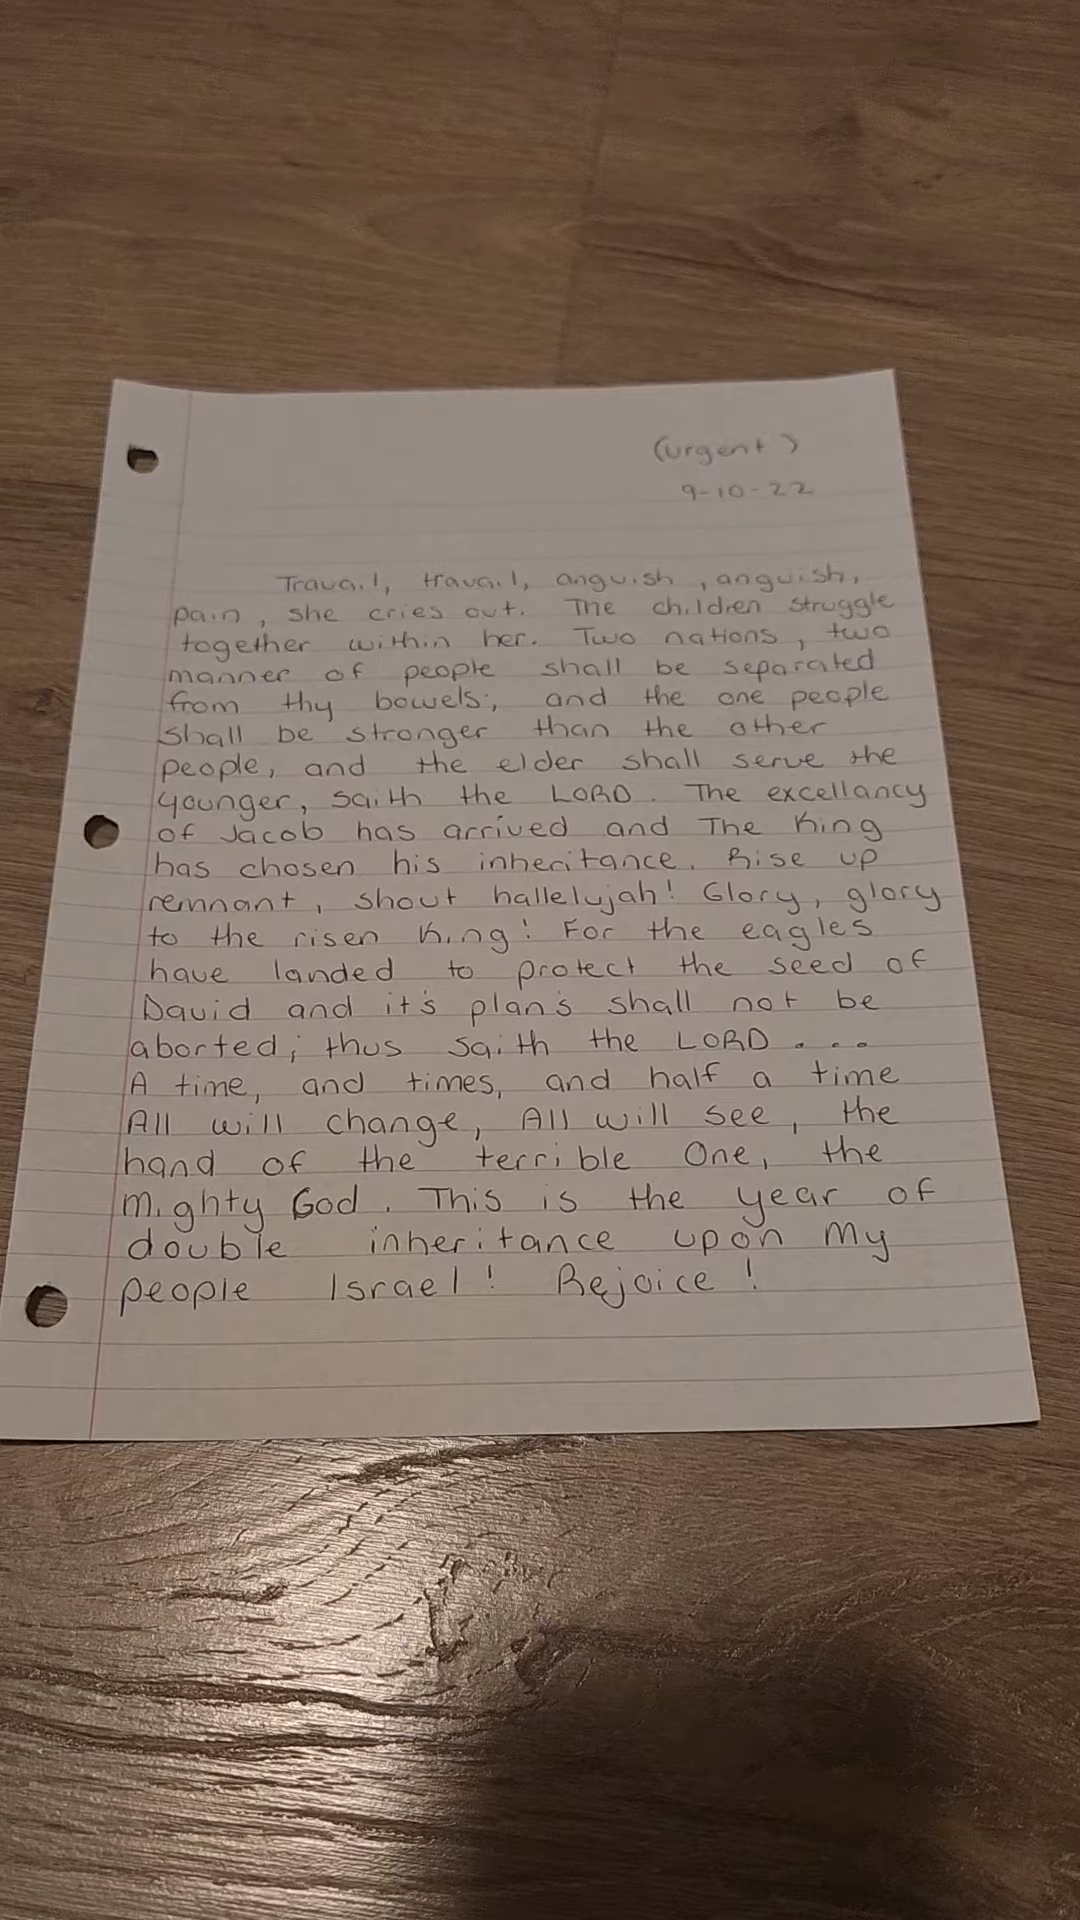 (urgent)
9-10-22
Travail, travail, anguish, anguish,
pain, she cries out. The children struggle
together within her. Two nations, two
manner of people shall be separated
from thy bowels; and the one people
shall be stronger than the other
people, and the elder shall serve the
younger, saith the LORD. The excellancy
of Jacob has arrived and The King
has chosen his inheritance. Rise up
remnant, shout hallelujah! Glory, glory
to the risen King! For the eagles
have landed to protect the seed of
David and it's plan's shall not be
aborted; thus saith the LORD....
A time, and times, and half a time
All will change, All will see, the
hand of the terrible One, the
Mighty God. This is the year of
double inheritance upon My
people Israel! Rejoice!